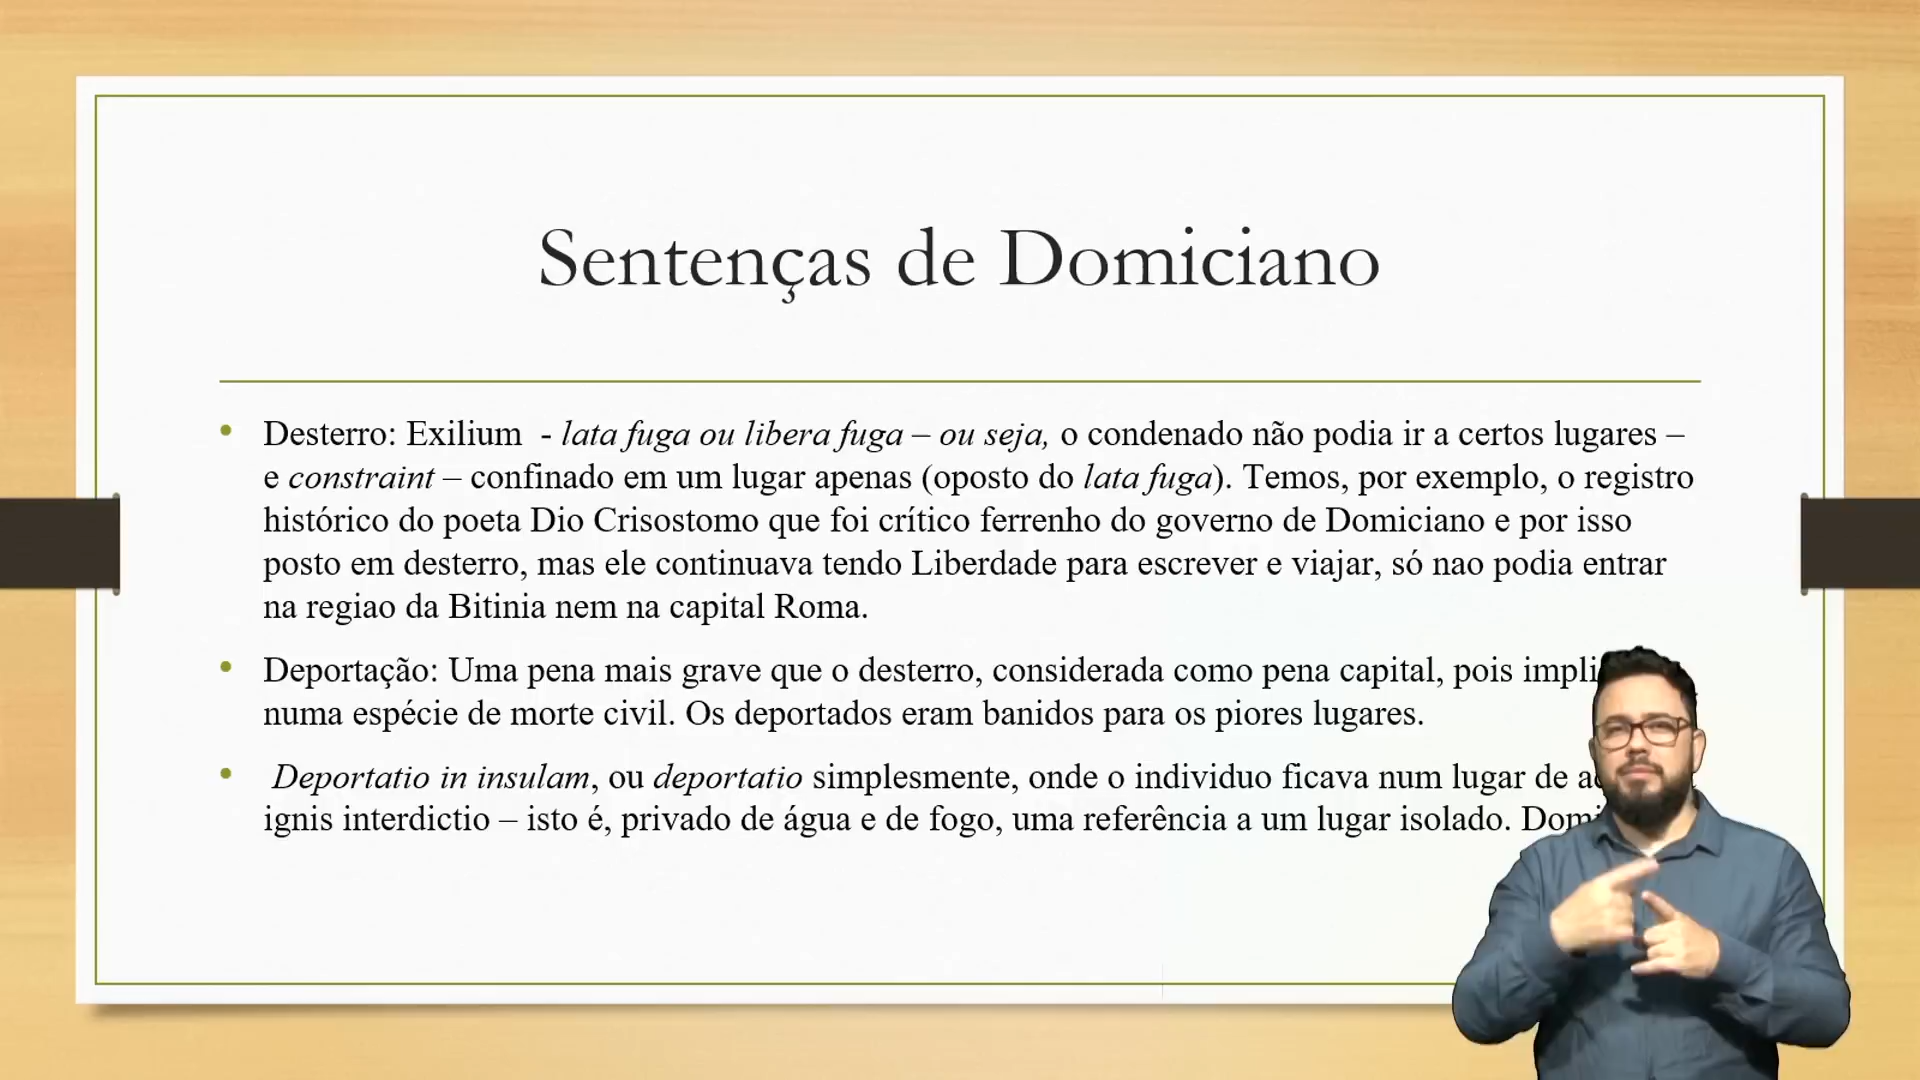 Sentenças de Domiciano
• Desterro: Exilium - lata fuga ou libera fuga – ou seja, o condenado não podia ir a certos lugares –
e constraint – confinado em um lugar apenas (oposto do lata fuga). Temos, por exemplo, o registro
histórico do poeta Dio Crisostomo que foi crítico ferrenho do governo de Domiciano e por isso
posto em desterro, mas ele continuava tendo Liberdade para escrever e viajar, só nao podia entrar
na regiao da Bitinia nem na capital Roma.
• Deportação: Uma pena mais grave que o desterro, considerada como pena capital, pois
numa espécie de morte civil. Os deportados eram banidos para os piores lugares.
• Deportatio in insulam, ou deportatio simplesmente, onde o individuo ficava num lugar de
ignis interdictio – isto é, privado de água e de fogo, uma referência a um lugar isolado.